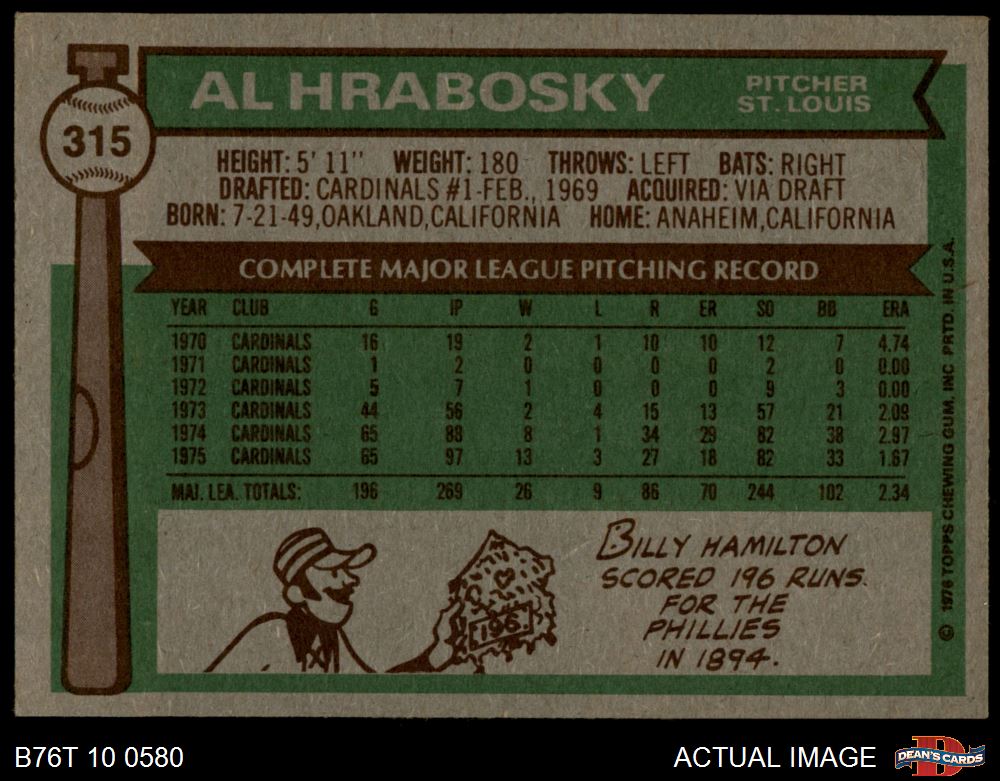 AL HRABOSKY
PITCHER
ST. LOUIS
315
HEIGHT: 5' 11" WEIGHT: 180 THROWS: LEFT BATS: RIGHT
DRAFTED: CARDINALS #1-FEB., 1969 ACQUIRED: VIA DRAFT
BORN: 7-21-49, OAKLAND, CALIFORNIA HOME: ANAHEIM, CALIFORNIA
COMPLETE MAJOR LEAGUE PITCHING RECORD
YEAR CLUB G IP W L R ER SO BB ERA
1970 CARDINALS 16 19 2 1 10 10 12 7 4.74
1971 CARDINALS 1 2 0 0 0 0 2 0 0.00
1972 CARDINALS 5 7 1 0 0 0 9 3 0.00
1973 CARDINALS 44 56 2 4 15 13 57 21 2.09
1974 CARDINALS 65 88 8 1 34 29 82 38 2.97
1975 CARDINALS 65 97 13 3 27 18 82 33 1.67
MAJ. LEA. TOTALS: 196 269 26 9 86 70 244 102 2.34
196
BILLY HAMILTON
SCORED 196 RUNS
FOR THE
PHILLIES
IN 1894.
© 1976 TOPPS CHEWING GUM, INC PRTD. IN U.S.A.
B76T 10 0580
ACTUAL IMAGE
D
DEAN'S CARDS